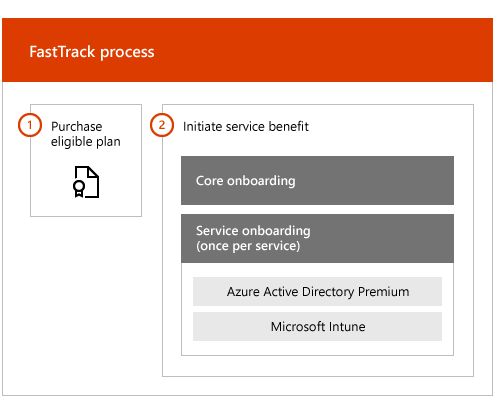 FastTrack process
1
Purchase
eligible plan
2
Initiate service benefit
Core onboarding
Service onboarding
(once per service)
Azure Active Directory Premium
Microsoft Intune